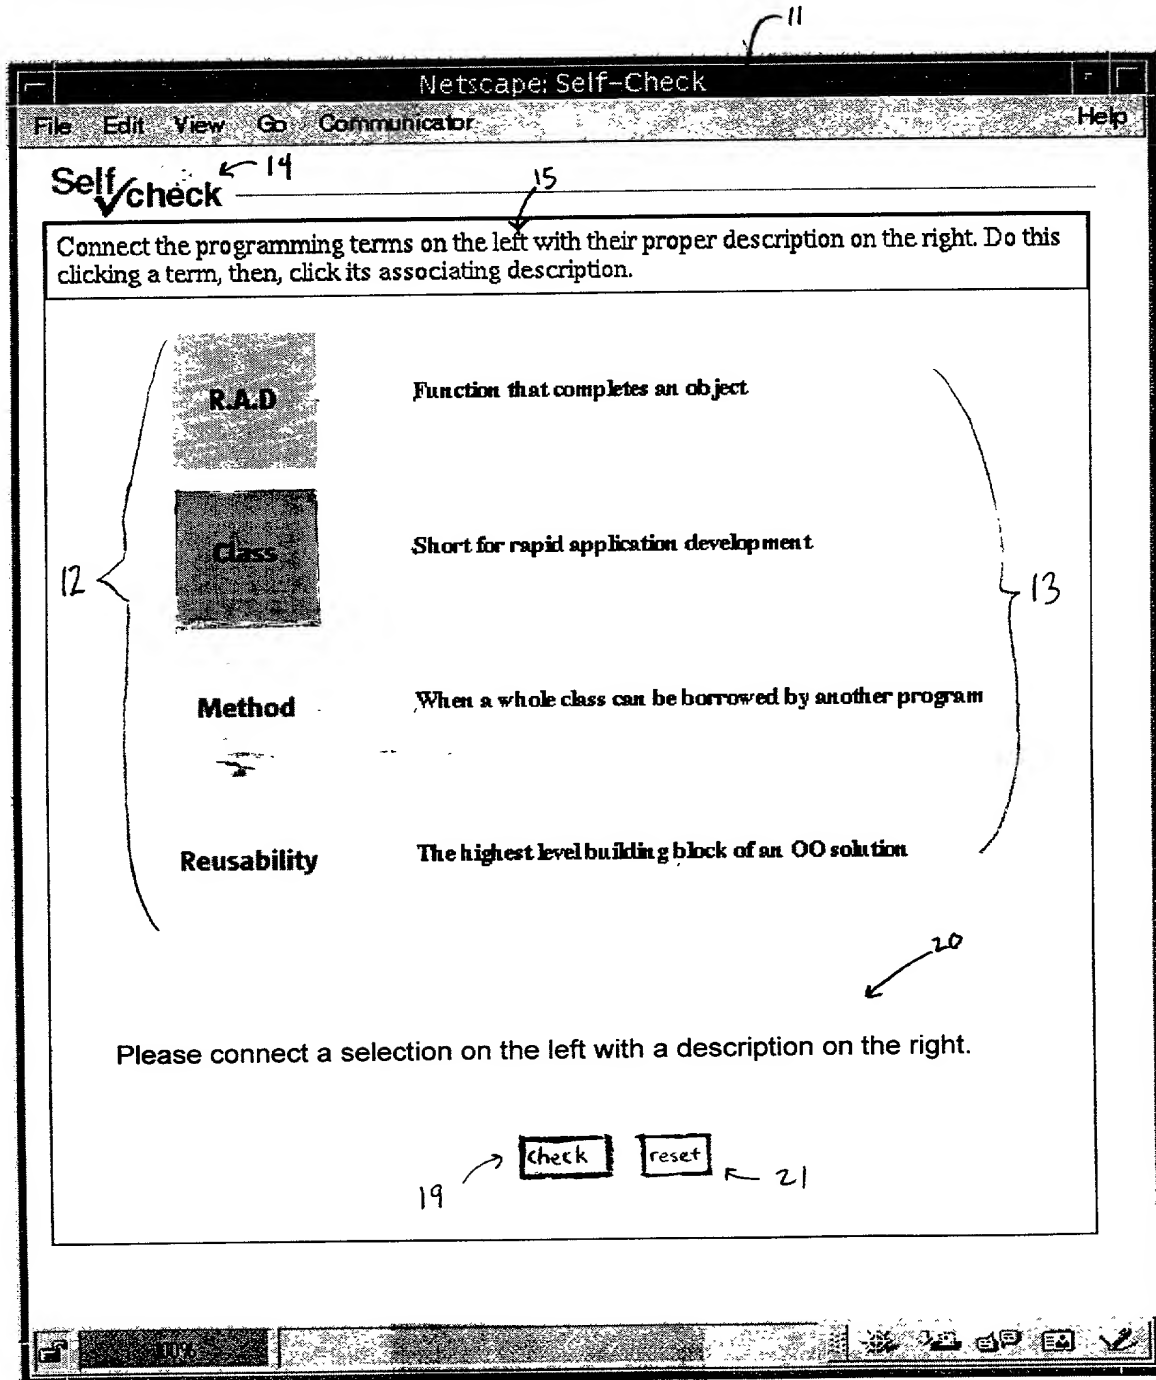 11
Netscape: Self-Check
File Edit View Go Communicator Help
Self check 14
15
Connect the programming terms on the left with their proper description on the right. Do this
clicking a term, then, click its associating description.
R.A.D Function that completes an object
Class Short for rapid application development
12 13
Method When a whole class can be borrowed by another program
Reusability The highest level building block of an OO solution
20
Please connect a selection on the left with a description on the right.
check reset
19 21
100%